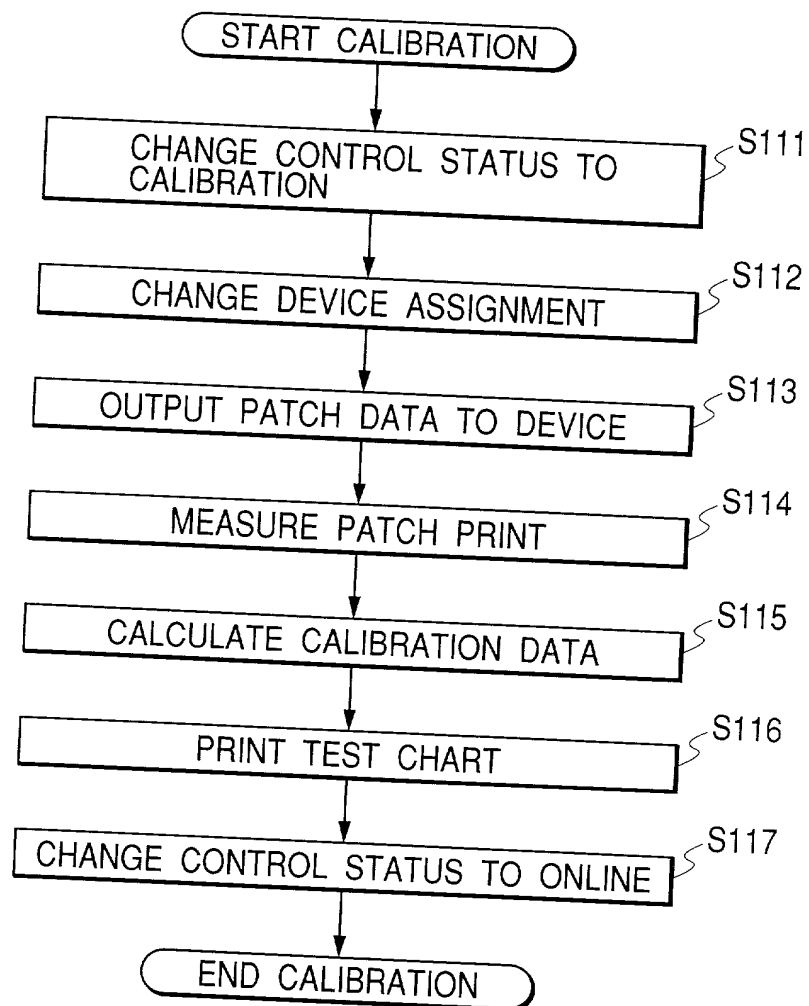 START CALIBRATION
CHANGE CONTROL STATUS TO
CALIBRATION
S111
CHANGE DEVICE ASSIGNMENT
S112
OUTPUT PATCH DATA TO DEVICE
S113
MEASURE PATCH PRINT
S114
CALCULATE CALIBRATION DATA
S115
PRINT TEST CHART
S116
CHANGE CONTROL STATUS TO ONLINE
S117
END CALIBRATION